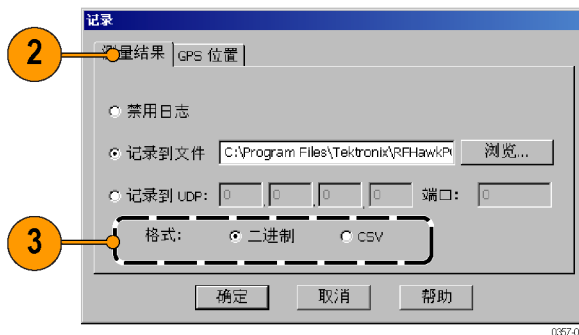 记录
2
测量结果 GPS 位置
禁用日志
记录到文件 C:\Program Files\Tektronix\RFHawkP 浏览...
记录到 UDP: 0 . 0 . 0 . 0 端口: 0
3
格式: 二进制 CSV
确定 取消 帮助
0357-0